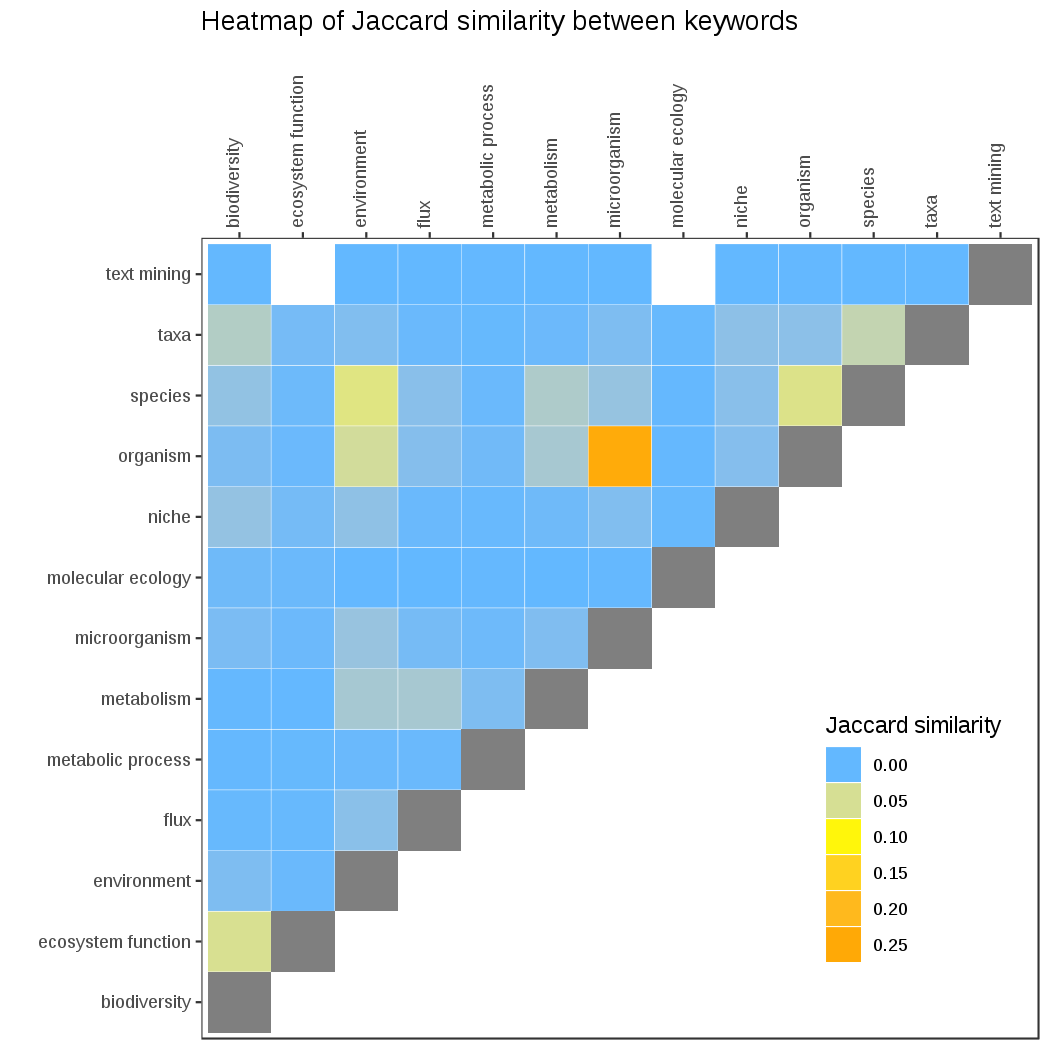 Heatmap of Jaccard similarity between keywords
biodiversity
ecosystem function
environment
flux
metabolic process
metabolism
microorganism
molecular ecology
niche
organism
species
taxa
text mining
text mining
taxa
species
organism
niche
molecular ecology
microorganism
metabolism
metabolic process
flux
environment
ecosystem function
biodiversity
Jaccard similarity
0.00
0.05
0.10
0.15
0.20
0.25